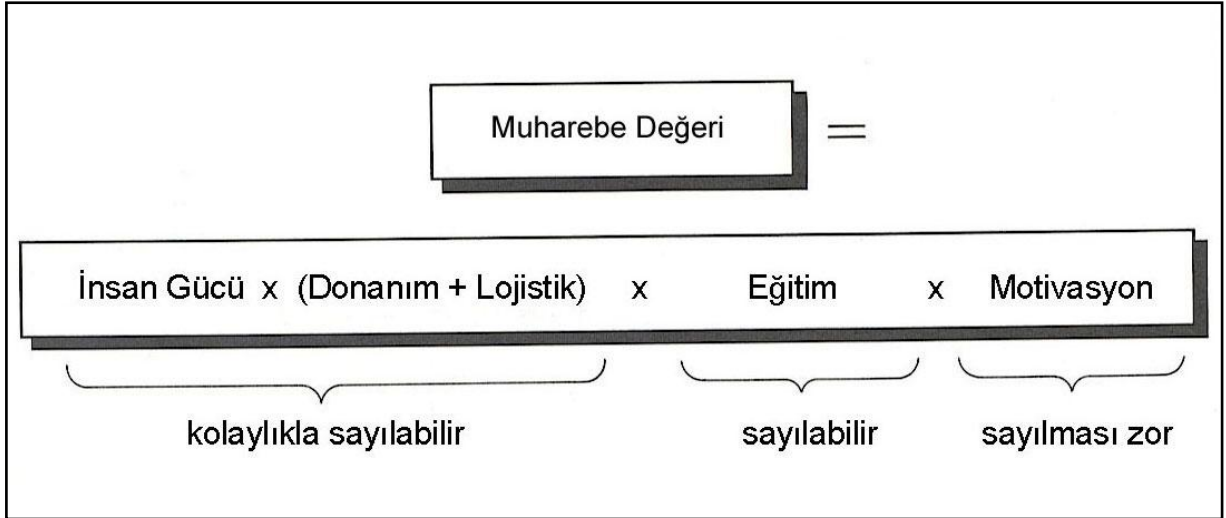 Muharebe Değeri =
İnsan Gücü x (Donanım + Lojistik) x Eğitim x Motivasyon
kolaylıkla sayılabilir sayılabilir sayılması zor